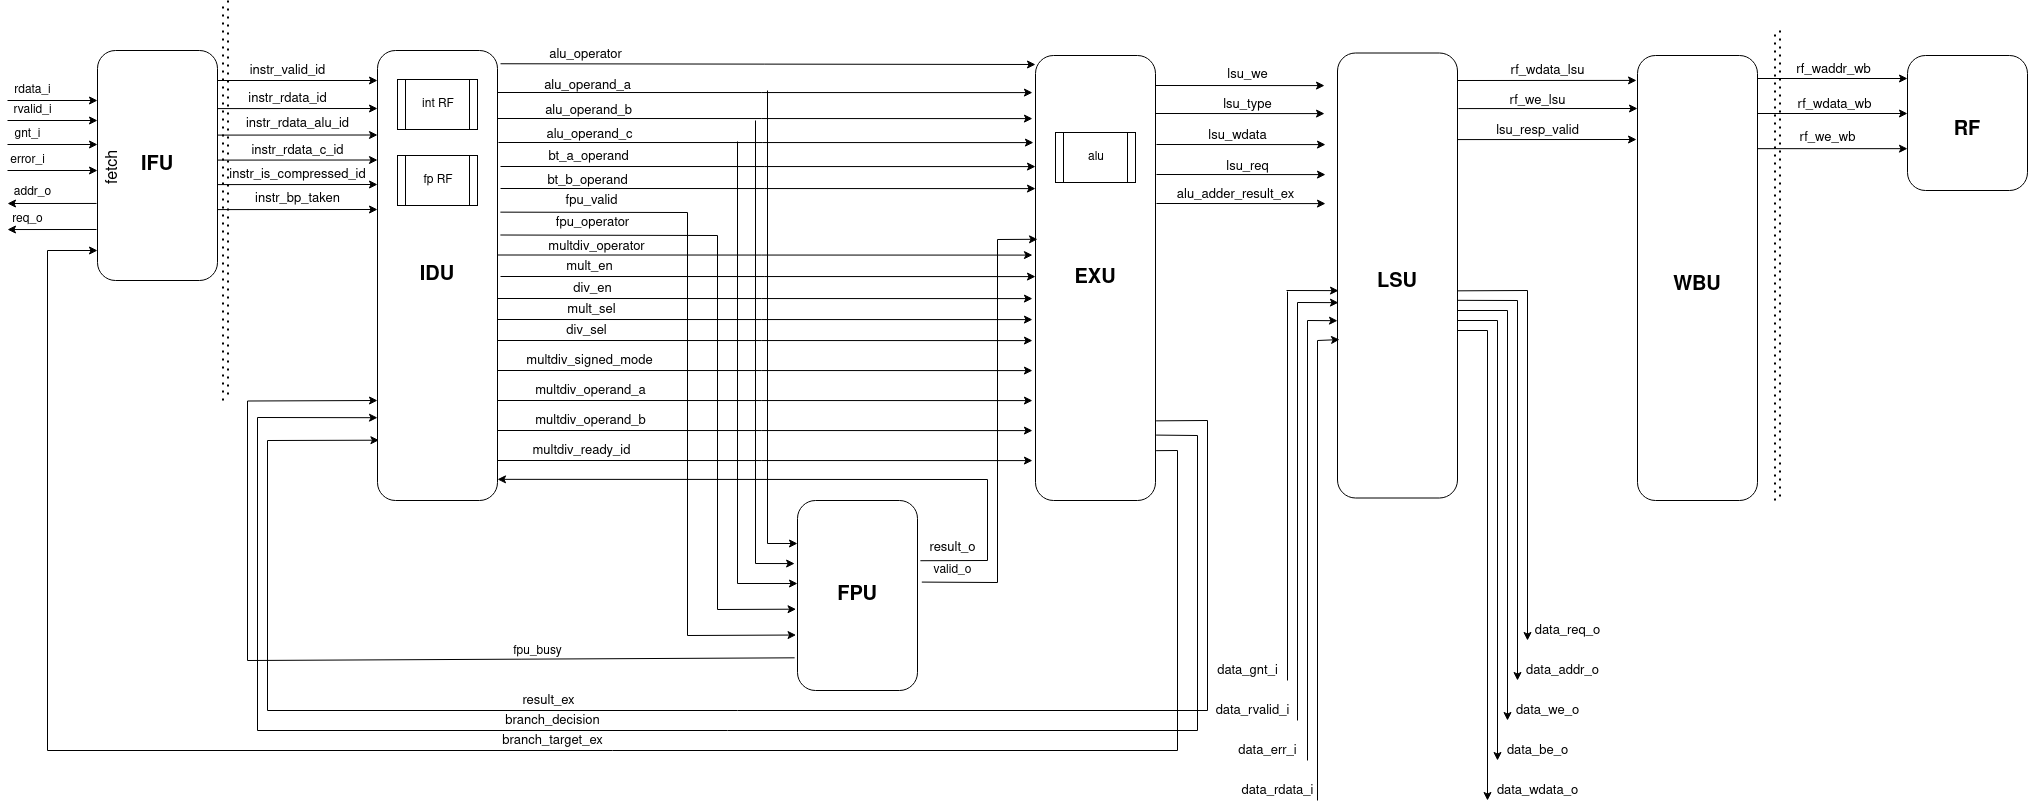 rdata_i
rvalid_i
gnt_i
error_i
addr_o
req_o
fetch
IFU
instr_valid_id
instr_rdata_id
instr_rdata_alu_id
instr_rdata_c_id
instr_is_compressed_id
instr_bp_taken
int RF
fp RF
IDU
alu_operator
alu_operand_a
alu_operand_b
alu_operand_c
bt_a_operand
bt_b_operand
fpu_valid
fpu_operator
multdiv_operator
mult_en
div_en
mult_sel
div_sel
multdiv_signed_mode
multdiv_operand_a
multdiv_operand_b
multdiv_ready_id
alu
EXU
result_o
valid_o
FPU
fpu_busy
result_ex
branch_decision
branch_target_ex
lsu_we
lsu_type
lsu_wdata
lsu_req
alu_adder_result_ex
LSU
data_gnt_i
data_rvalid_i
data_err_i
data_rdata_i
rf_wdata_lsu
rf_we_lsu
lsu_resp_valid
data_req_o
data_addr_o
data_we_o
data_be_o
data_wdata_o
WBU
rf_waddr_wb
rf_wdata_wb
rf_we_wb
RF